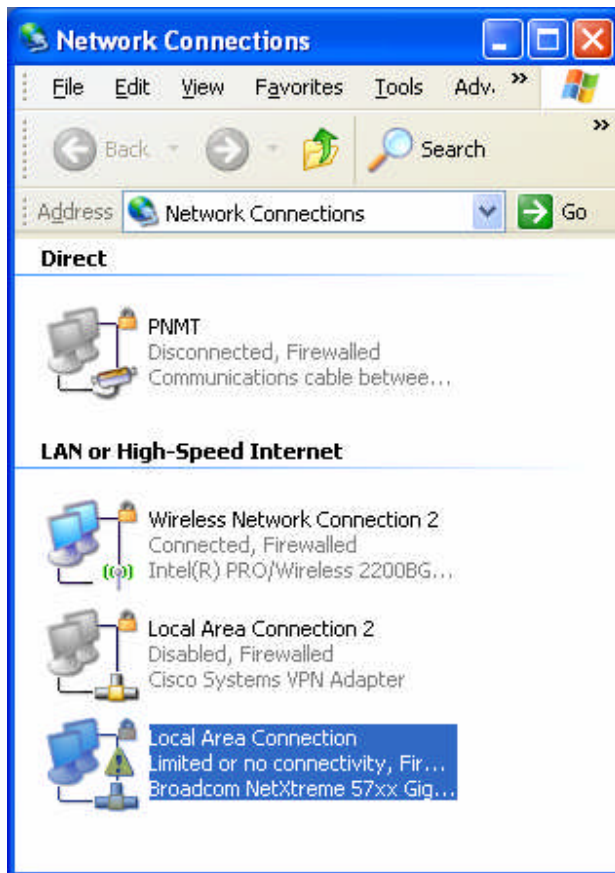 Network Connections
File Edit View Favorites Tools Adv. »
Back Search »
Address Network Connections Go
Direct
PNMT
Disconnected, Firewalled
Communications cable betwee...
LAN or High-Speed Internet
Wireless Network Connection 2
Connected, Firewalled
Intel(R) PRO/Wireless 2200BG...
Local Area Connection 2
Disabled, Firewalled
Cisco Systems VPN Adapter
Local Area Connection
Limited or no connectivity, Fir...
Broadcom NetXtreme 57xx Gig...